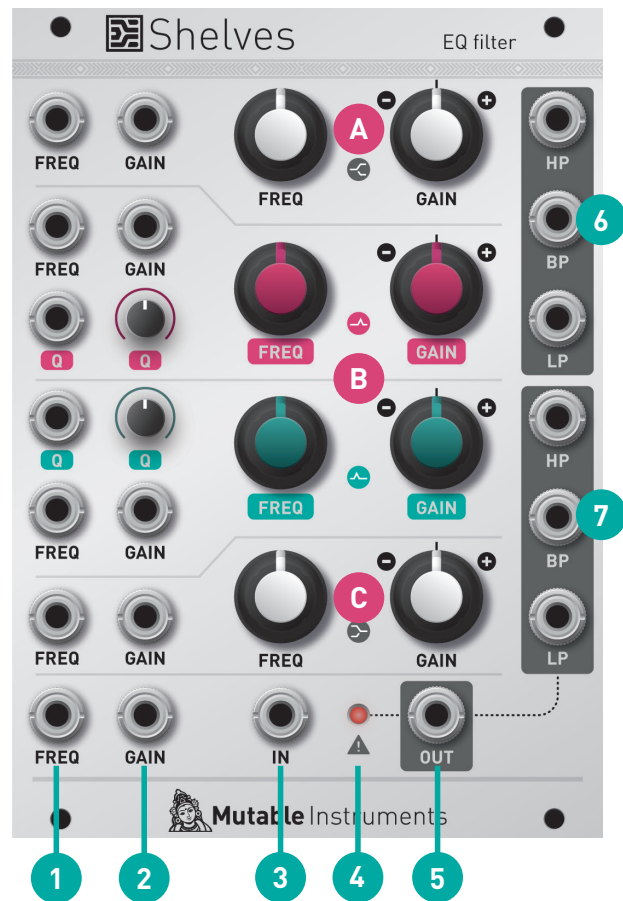 Shelves
EQ filter
FREQ GAIN
A
FREQ GAIN
HP
FREQ GAIN
6
BP
Q Q
FREQ GAIN
LP
B
Q Q
FREQ GAIN
HP
FREQ GAIN
7
BP
C
FREQ GAIN
FREQ GAIN
LP
FREQ GAIN IN OUT
Mutable Instruments
1 2 3 4 5